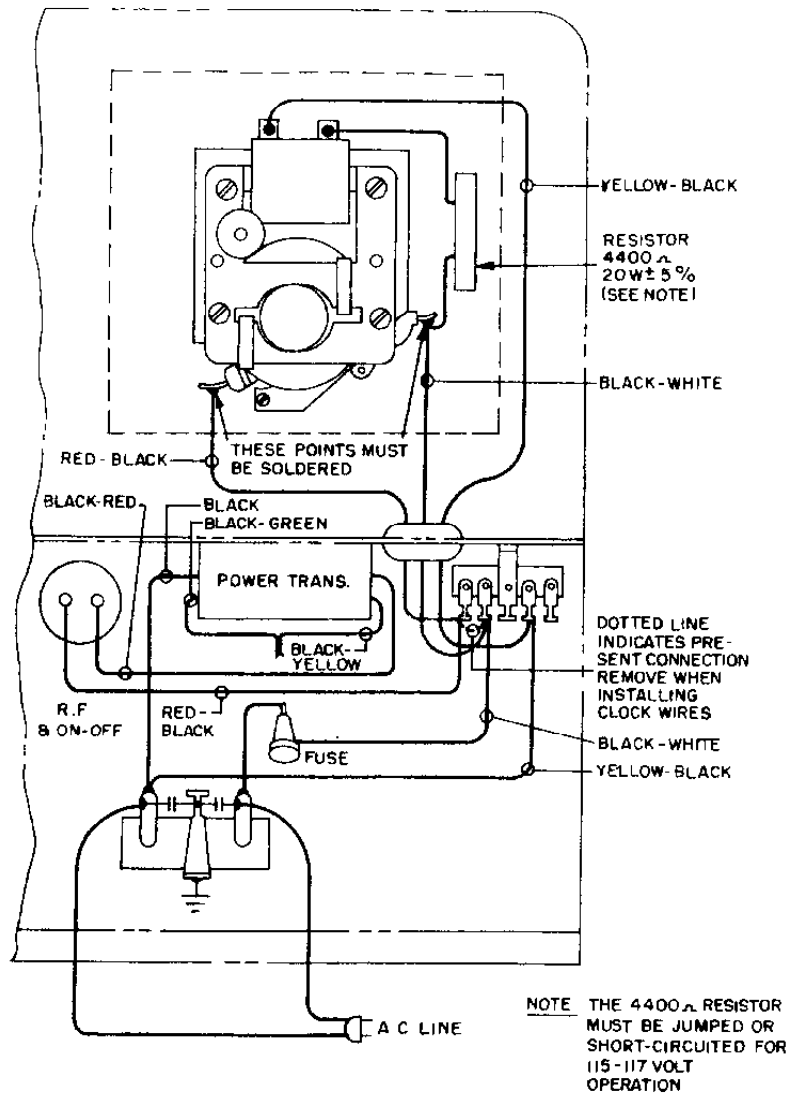 YELLOW-BLACK
RESISTOR
4400 Ω
20W ± 5 %
(SEE NOTE)
BLACK-WHITE
THESE POINTS MUST
BE SOLDERED
RED-BLACK
BLACK-RED
BLACK
BLACK-GREEN
POWER TRANS.
BLACK-
YELLOW
DOTTED LINE
INDICATES PRE-
SENT CONNECTION
REMOVE WHEN
INSTALLING
CLOCK WIRES
R.F
& ON-OFF
RED-
BLACK
FUSE
BLACK-WHITE
YELLOW-BLACK
A C LINE
NOTE THE 4400 Ω RESISTOR
MUST BE JUMPED OR
SHORT-CIRCUITED FOR
115-117 VOLT
OPERATION